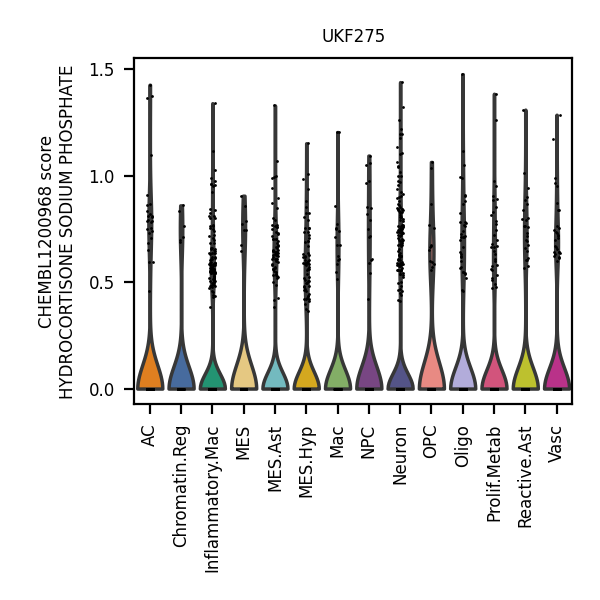 UKF275
CHEMBL1200968 score
HYDROCORTISONE SODIUM PHOSPHATE
1.5
1.0
0.5
0.0
AC
Chromatin.Reg
Inflammatory.Mac
MES
MES.Ast
MES.Hyp
Mac
NPC
Neuron
OPC
Oligo
Prolif.Metab
Reactive.Ast
Vasc